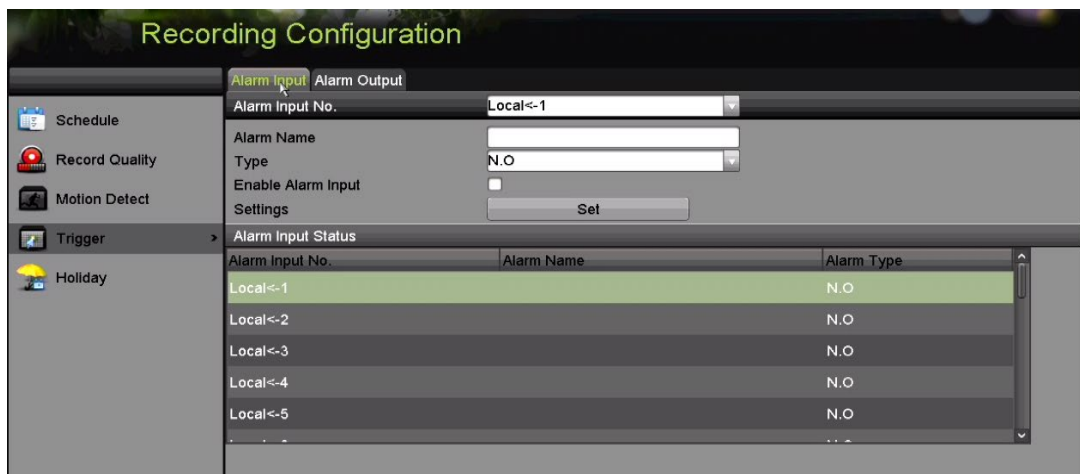 Recording Configuration
Alarm Input Alarm Output
Alarm Input No. Local<-1
Schedule
Alarm Name
Record Quality
Type N.O
Enable Alarm Input
Motion Detect
Settings Set
Trigger
Alarm Input Status
Alarm Input No. Alarm Name Alarm Type
Holiday
Local<-1 N.O
Local<-2 N.O
Local<-3 N.O
Local<-4 N.O
Local<-5 N.O